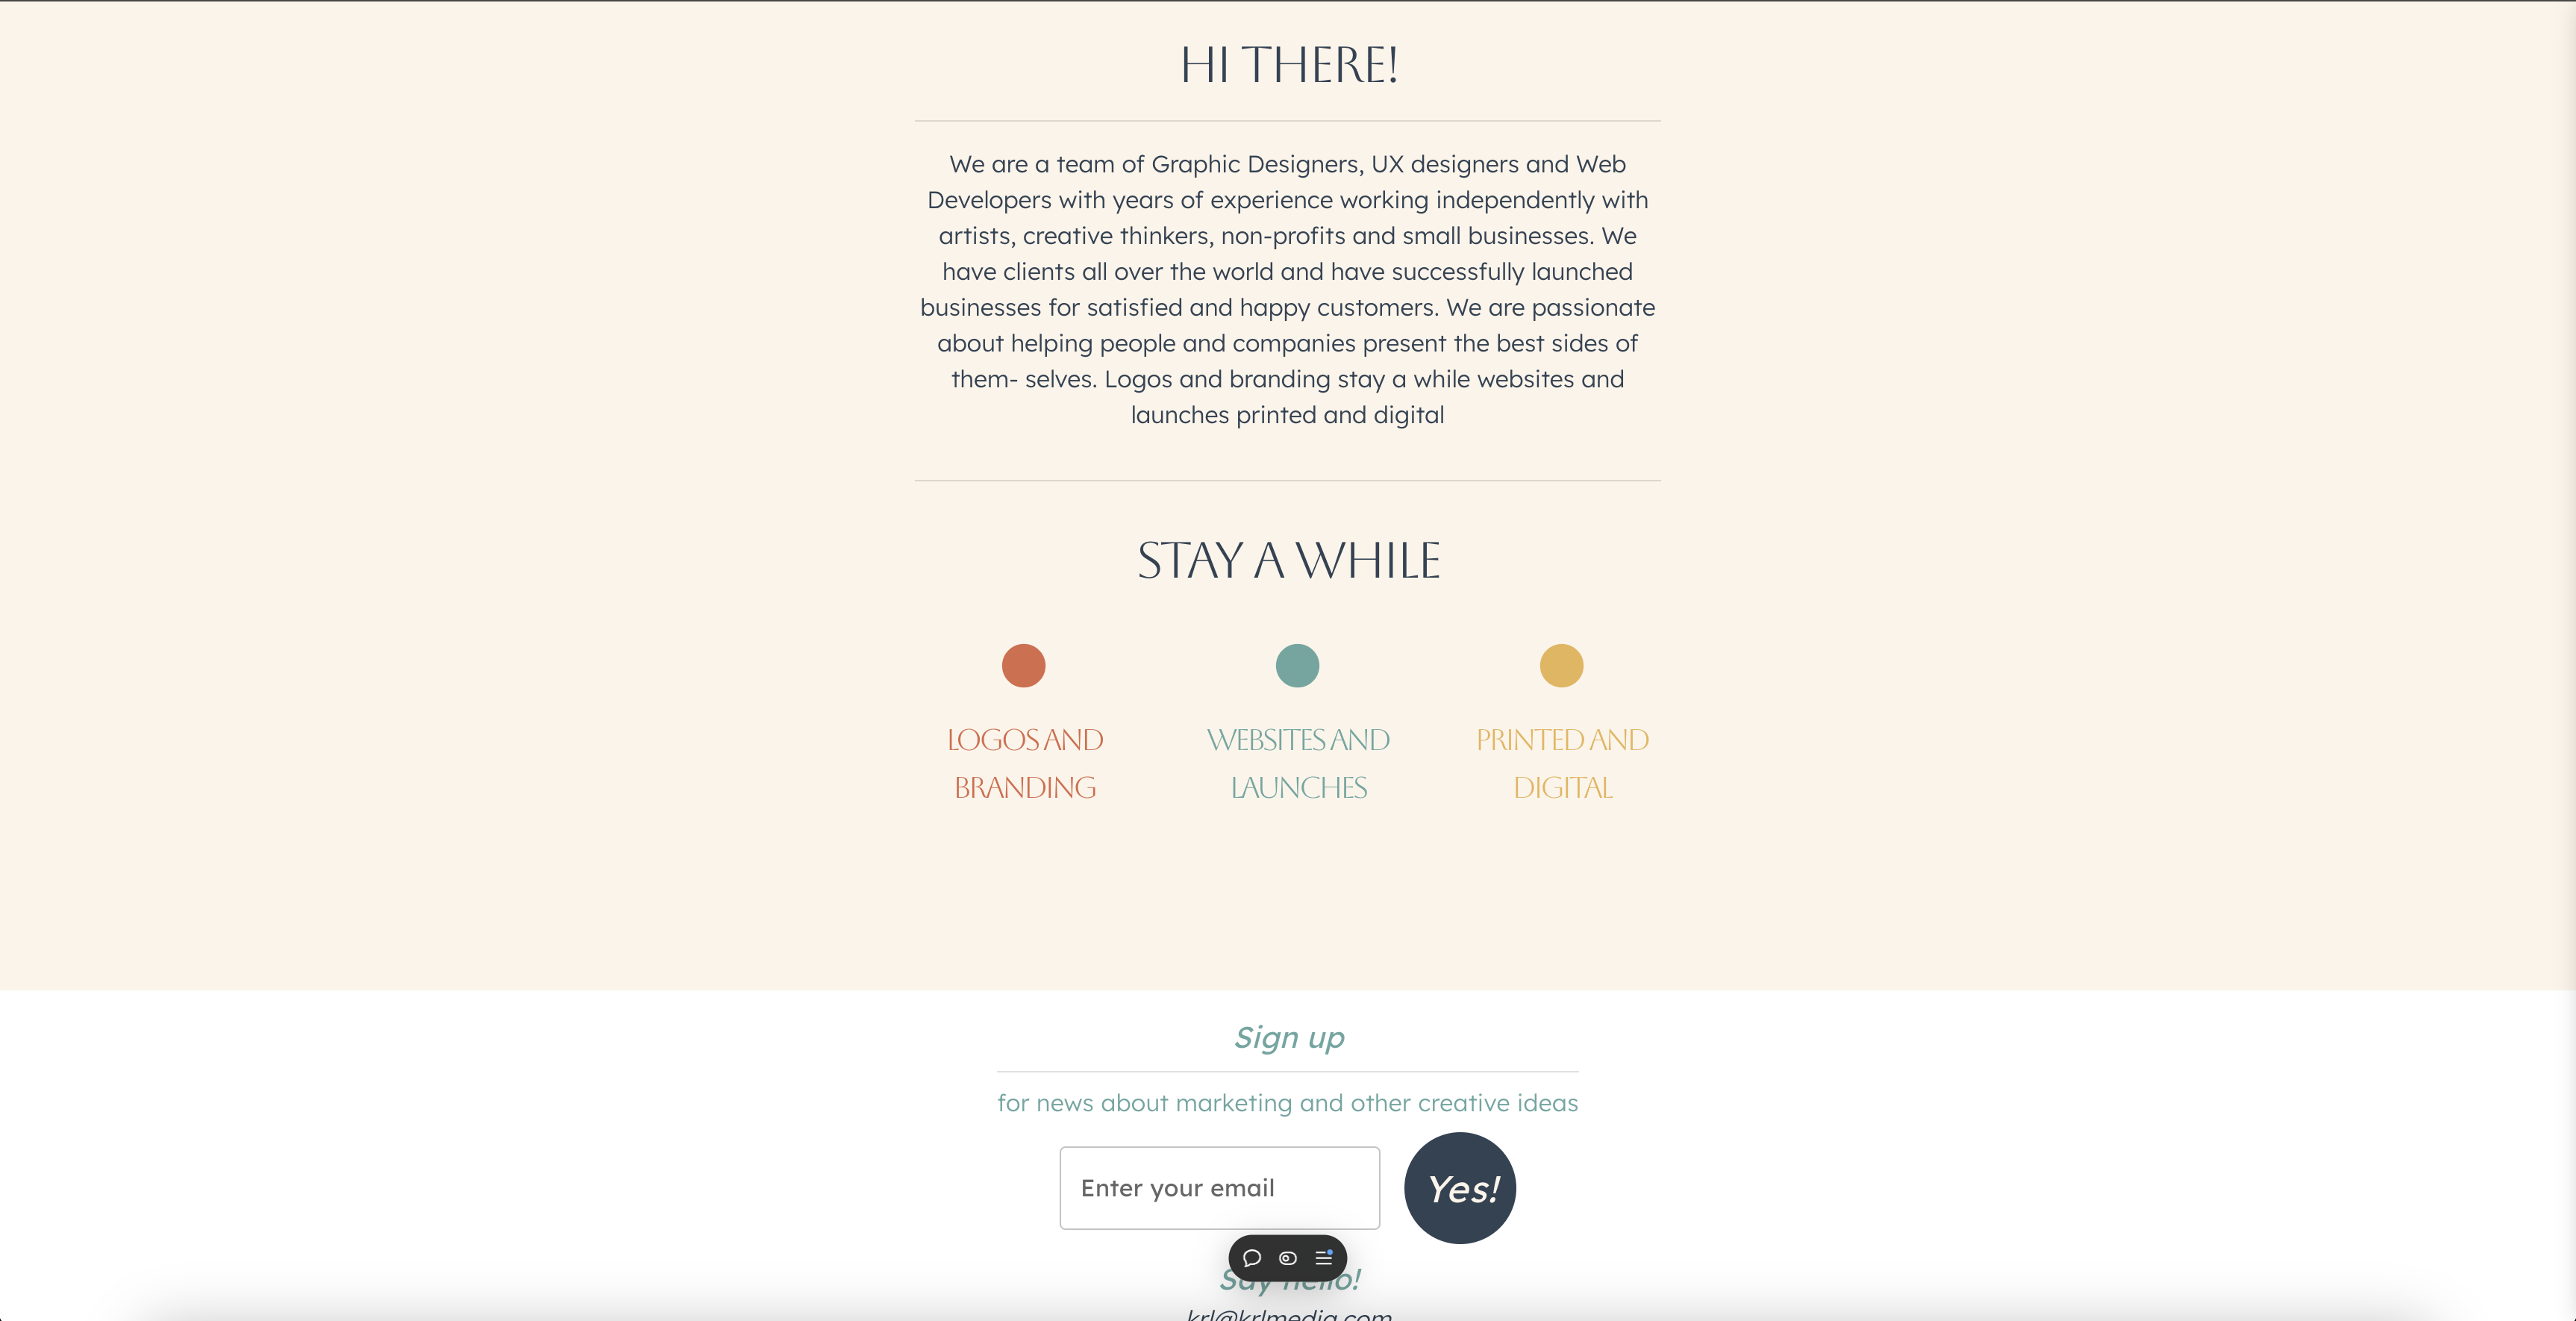 HI THERE!
We are a team of Graphic Designers, UX designers and Web
Developers with years of experience working independently with
artists, creative thinkers, non-profits and small businesses. We
have clients all over the world and have successfully launched
businesses for satisfied and happy customers. We are passionate
about helping people and companies present the best sides of
them- selves. Logos and branding stay a while websites and
launches printed and digital
STAY A WHILE
LOGOS AND
BRANDING
WEBSITES AND
LAUNCHES
PRINTED AND
DIGITAL
Sign up
for news about marketing and other creative ideas
Enter your email
Yes!
Say hello!
krl@krlmedia.com